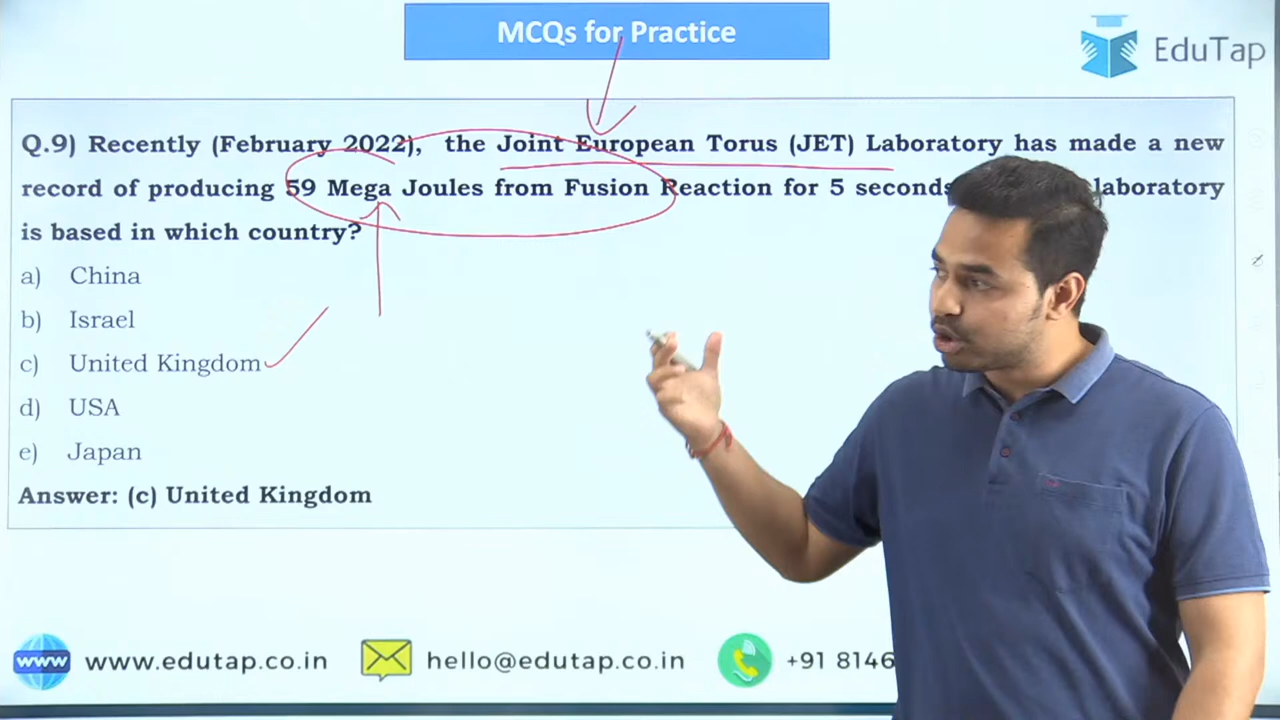 MCQs for Practice
EduTap
Q.9) Recently (February 2022), the Joint European Torus (JET) Laboratory has made a new
record of producing 59 Mega Joules from Fusion Reaction for 5 seconds laboratory
is based in which country?
a) China
b) Israel
c) United Kingdom
d) USA
e) Japan
Answer: (c) United Kingdom
www www.edutap.co.in hello@edutap.co.in +91 8146